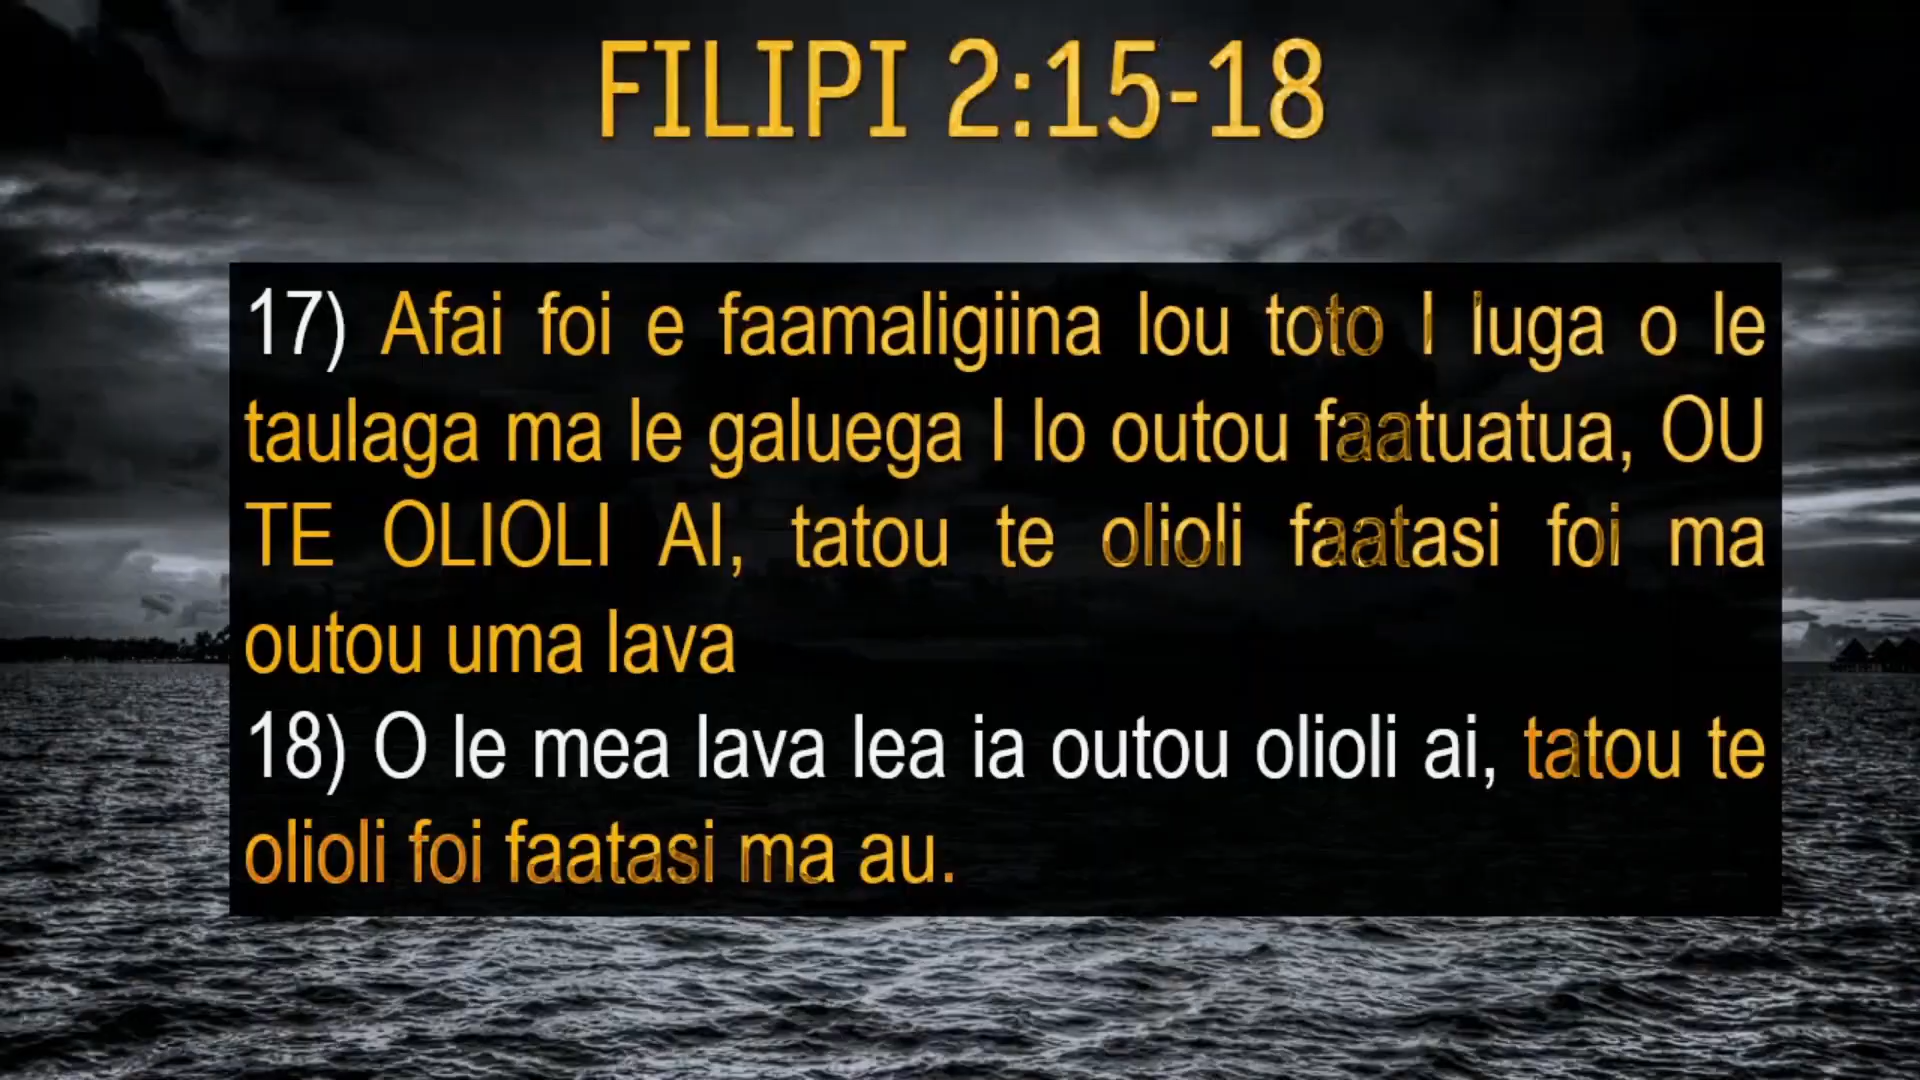 FILIPI 2:15-18
17) Afai foi e faamaligiina lou toto I luga o le
taulaga ma le galuega I lo outou faatuatua, OU
TE OLIOLI AI, tatou te olioli faatasi foi ma
outou uma lava
18) O le mea lava lea ia outou olioli ai, tatou te
olioli foi faatasi ma au.